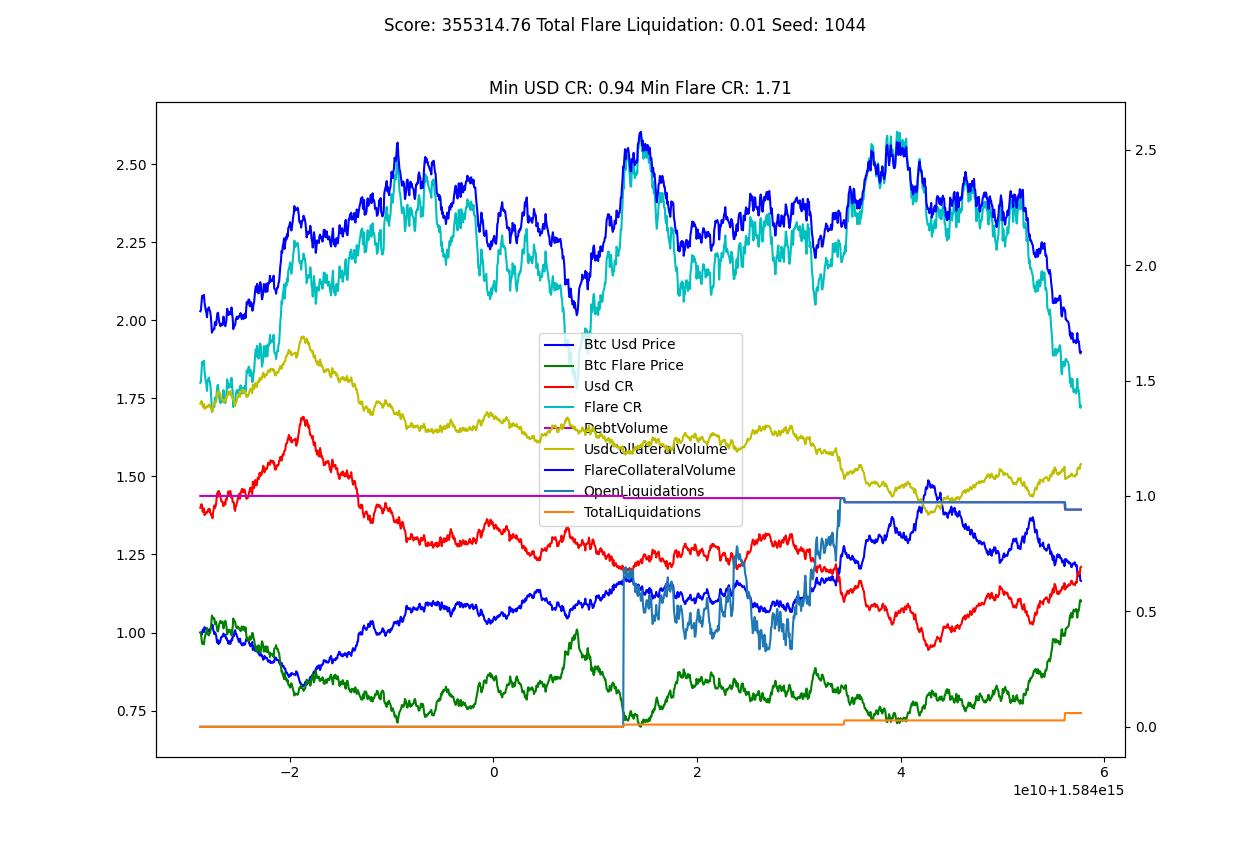 Score: 355314.76 Total Flare Liquidation: 0.01 Seed: 1044
Min USD CR: 0.94 Min Flare CR: 1.71
2.50
2.25
2.00
1.75
1.50
1.25
1.00
0.75
2.5
2.0
1.5
1.0
0.5
0.0
Btc Usd Price
Btc Flare Price
Usd CR
Flare CR
DebtVolume
UsdCollateralVolume
FlareCollateralVolume
OpenLiquidations
TotalLiquidations
−2 0 2 4 6
1e10+1.584e15